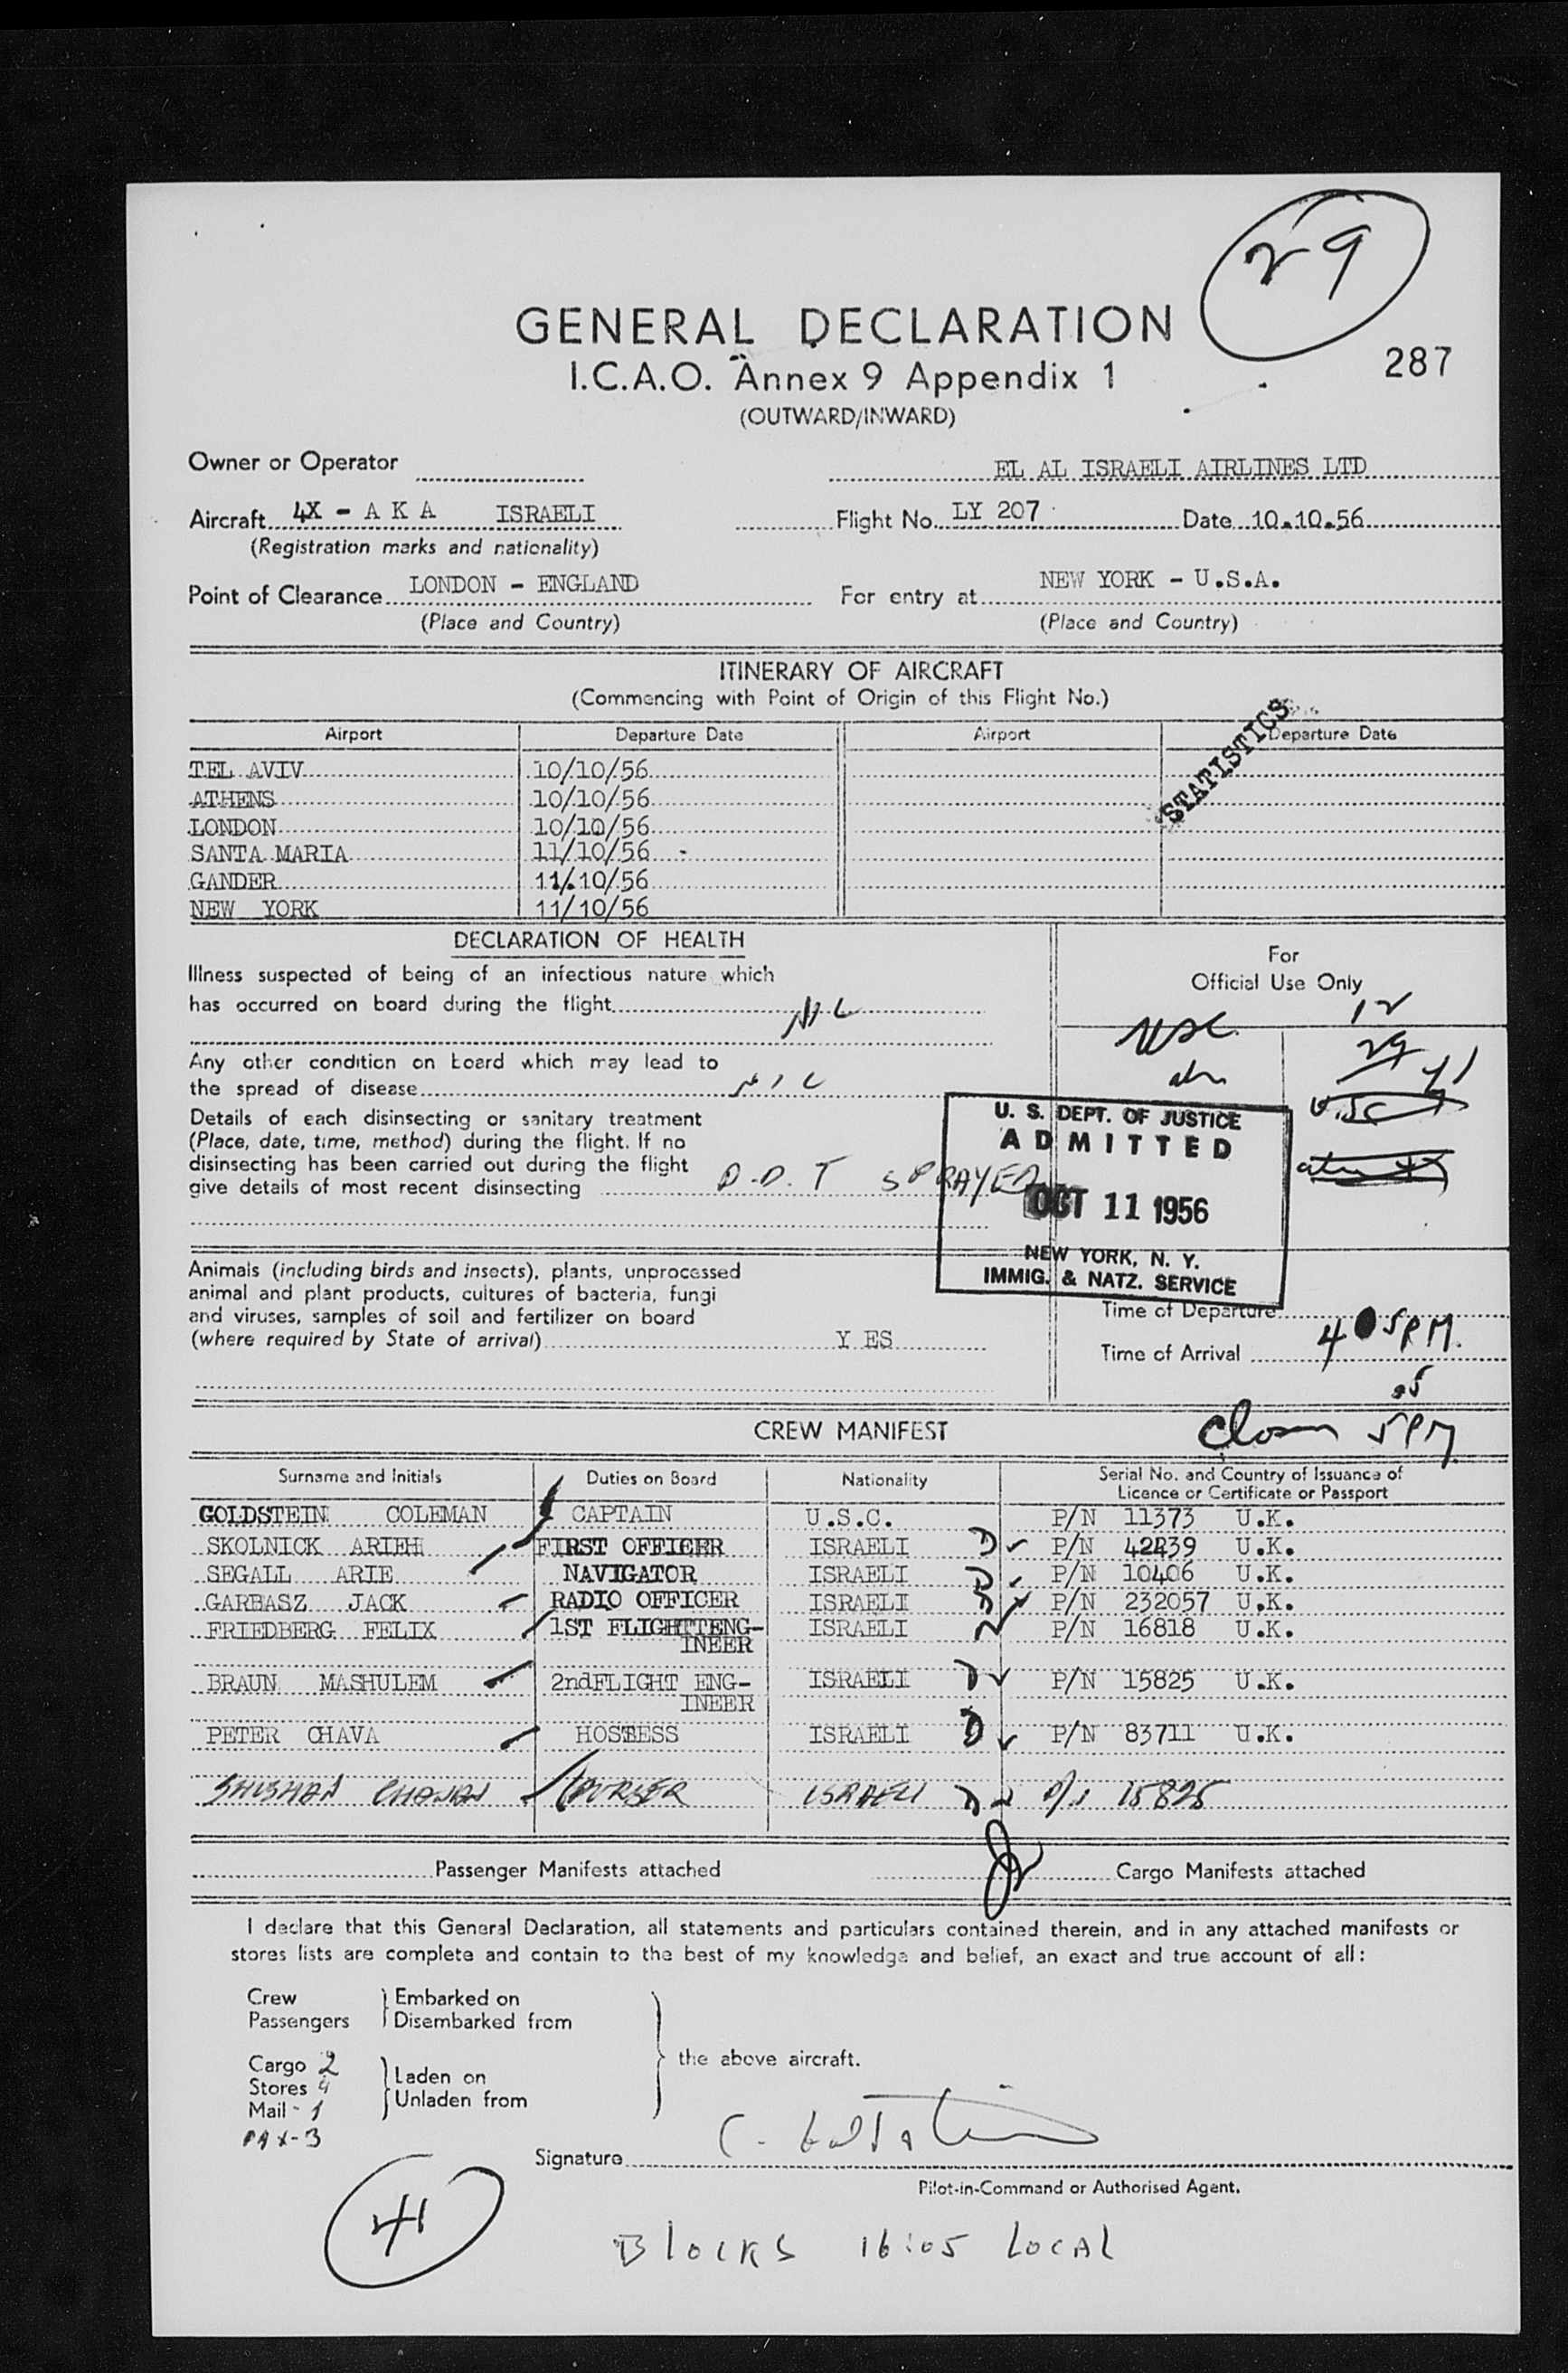 29
GENERAL DECLARATION
I.C.A.O. Annex 9 Appendix 1
287
(OUTWARD/INWARD)
Owner or Operator EL AL ISRAELI AIRLINES LTD
Aircraft 4X - A K A ISRAELI Flight No. LY 207 Date 10.10.56
(Registration marks and nationality)
Point of Clearance LONDON - ENGLAND For entry at NEW YORK - U.S.A.
(Place and Country) (Place and Country)
ITINERARY OF AIRCRAFT
(Commencing with Point of Origin of this Flight No.)
STATISTICS
Airport Departure Date Airport Departure Date
TEL AVIV 10/10/56
ATHENS 10/10/56
LONDON 10/10/56
SANTA MARIA 11/10/56
GANDER 11.10/56
NEW YORK 11/10/56
DECLARATION OF HEALTH
For
Official Use Only
Illness suspected of being of an infectious nature which
has occurred on board during the flight NIL
12
USC 29
Any other condition on board which may lead to
the spread of disease NIL
aln 41
U.SC
Details of each disinsecting or sanitary treatment
(Place, date, time, method) during the flight. If no
disinsecting has been carried out during the flight
give details of most recent disinsecting D.D.T SPRAYED
U. S. DEPT. OF JUSTICE
ADMITTED
OCT 11 1956
NEW YORK, N. Y.
IMMIG. & NATZ. SERVICE
Animals (including birds and insects), plants, unprocessed
animal and plant products, cultures of bacteria, fungi
and viruses, samples of soil and fertilizer on board
(where required by State of arrival) Y ES
Time of Departure
Time of Arrival 4 05 PM.
05
CREW MANIFEST
5 PM
Surname and Initials Duties on Board Nationality Serial No. and Country of Issuance of
Licence or Certificate or Passport
GOLDSTEIN COLEMAN CAPTAIN U.S.C. P/N 11373 U.K.
SKOLNICK ARIEH FIRST OFFICER ISRAELI D P/N 42439 U.K.
SEGALL ARIE NAVIGATOR ISRAELI D P/N 10406 U.K.
GARBASZ JACK RADIO OFFICER ISRAELI D P/N 232057 U.K.
FRIEDBERG FELIX 1ST FLIGHTTENG- ISRAELI P/N 16818 U.K.
INEER
BRAUN MASHULEM 2ndFLIGHT ENG- ISRAELI D P/N 15825 U.K.
INEER
PETER CHAVA HOSTESS ISRAELI D P/N 83711 U.K.
SHUSHAN PURSER ISRAELI D 15825
Passenger Manifests attached Cargo Manifests attached
I declare that this General Declaration, all statements and particulars contained therein, and in any attached manifests or
stores lists are complete and contain to the best of my knowledge and belief, an exact and true account of all:
Crew Embarked on
Passengers Disembarked from
the above aircraft.
Cargo 2 Laden on
Stores 4 Unladen from
Mail - 1
PAX-3
C. Goldstein
Signature
Pilot-in-Command or Authorised Agent.
41
BLOCKS 16:05 LOCAL